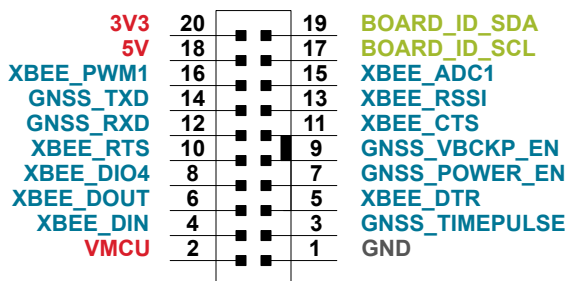 3V3 20 19 BOARD_ID_SDA
5V 18 17 BOARD_ID_SCL
XBEE_PWM1 16 15 XBEE_ADC1
GNSS_TXD 14 13 XBEE_RSSI
GNSS_RXD 12 11 XBEE_CTS
XBEE_RTS 10 9 GNSS_VBCKP_EN
XBEE_DIO4 8 7 GNSS_POWER_EN
XBEE_DOUT 6 5 XBEE_DTR
XBEE_DIN 4 3 GNSS_TIMEPULSE
VMCU 2 1 GND